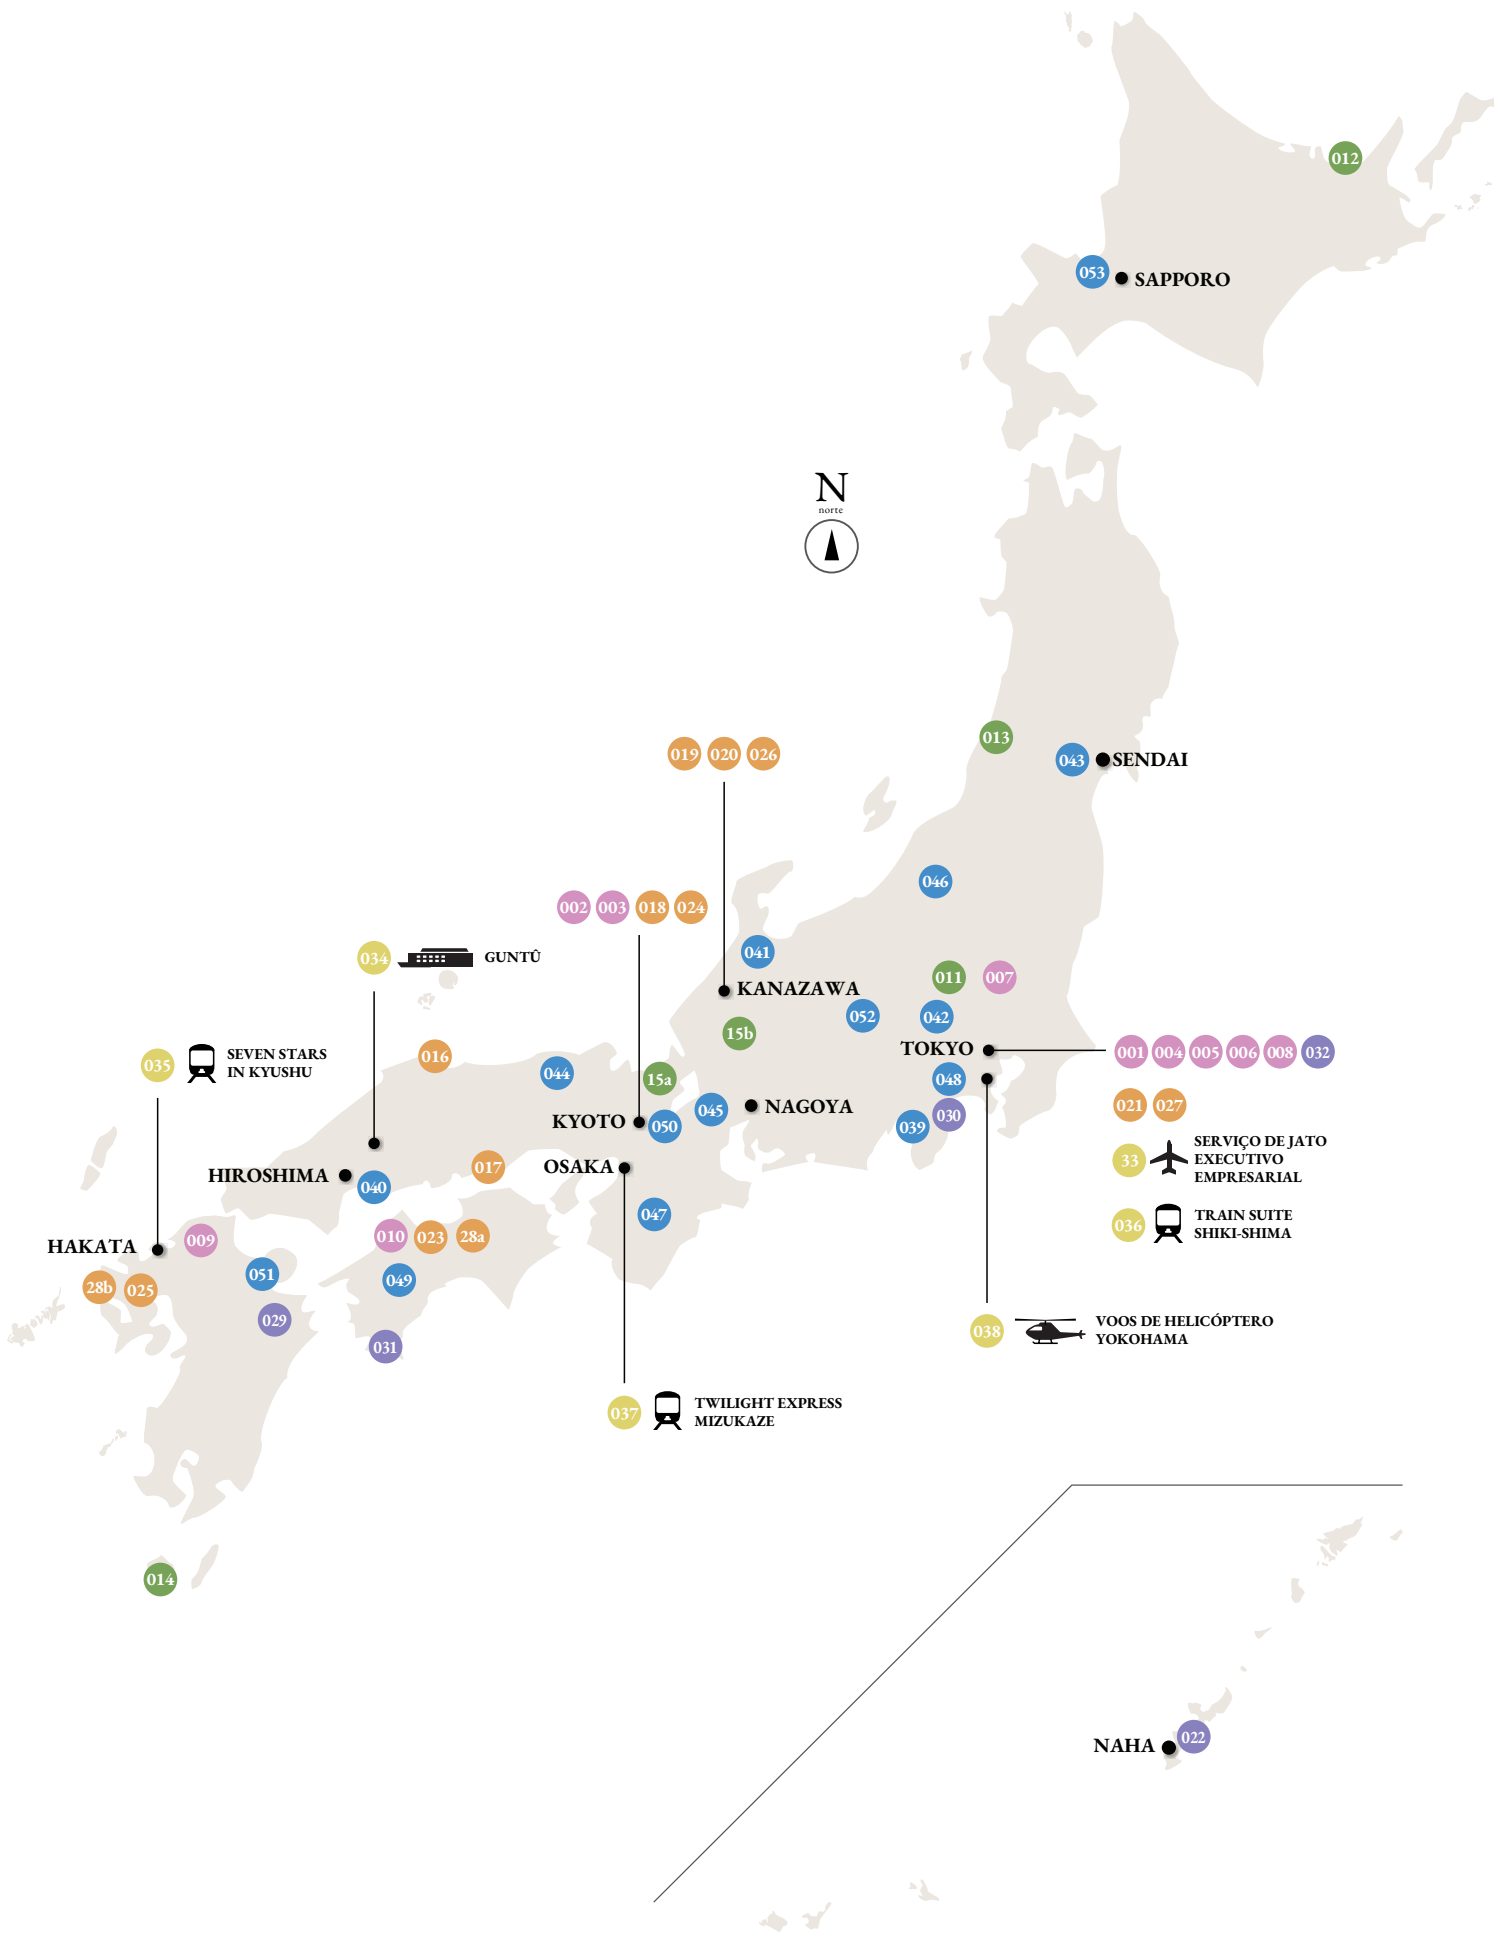 012
053
SAPPORO
N
norte
013
043
SENDAI
019 020 026
046
002 003 018 024
041
034
GUNTÛ
011 007
KANAZAWA
052
042
15b
TOKYO
001 004 005 006 008 032
016
035
SEVEN STARS
IN KYUSHU
044
15a
048
021 027
NAGOYA
045
KYOTO
050
039
030
33
SERVIÇO DE JATO
EXECUTIVO
EMPRESARIAL
OSAKA
017
HIROSHIMA
040
047
036
TRAIN SUITE
SHIKI-SHIMA
HAKATA
009
010 023 28a
051
049
28b 025
029
031
038
VOOS DE HELICÓPTERO
YOKOHAMA
037
TWILIGHT EXPRESS
MIZUKAZE
014
NAHA
022